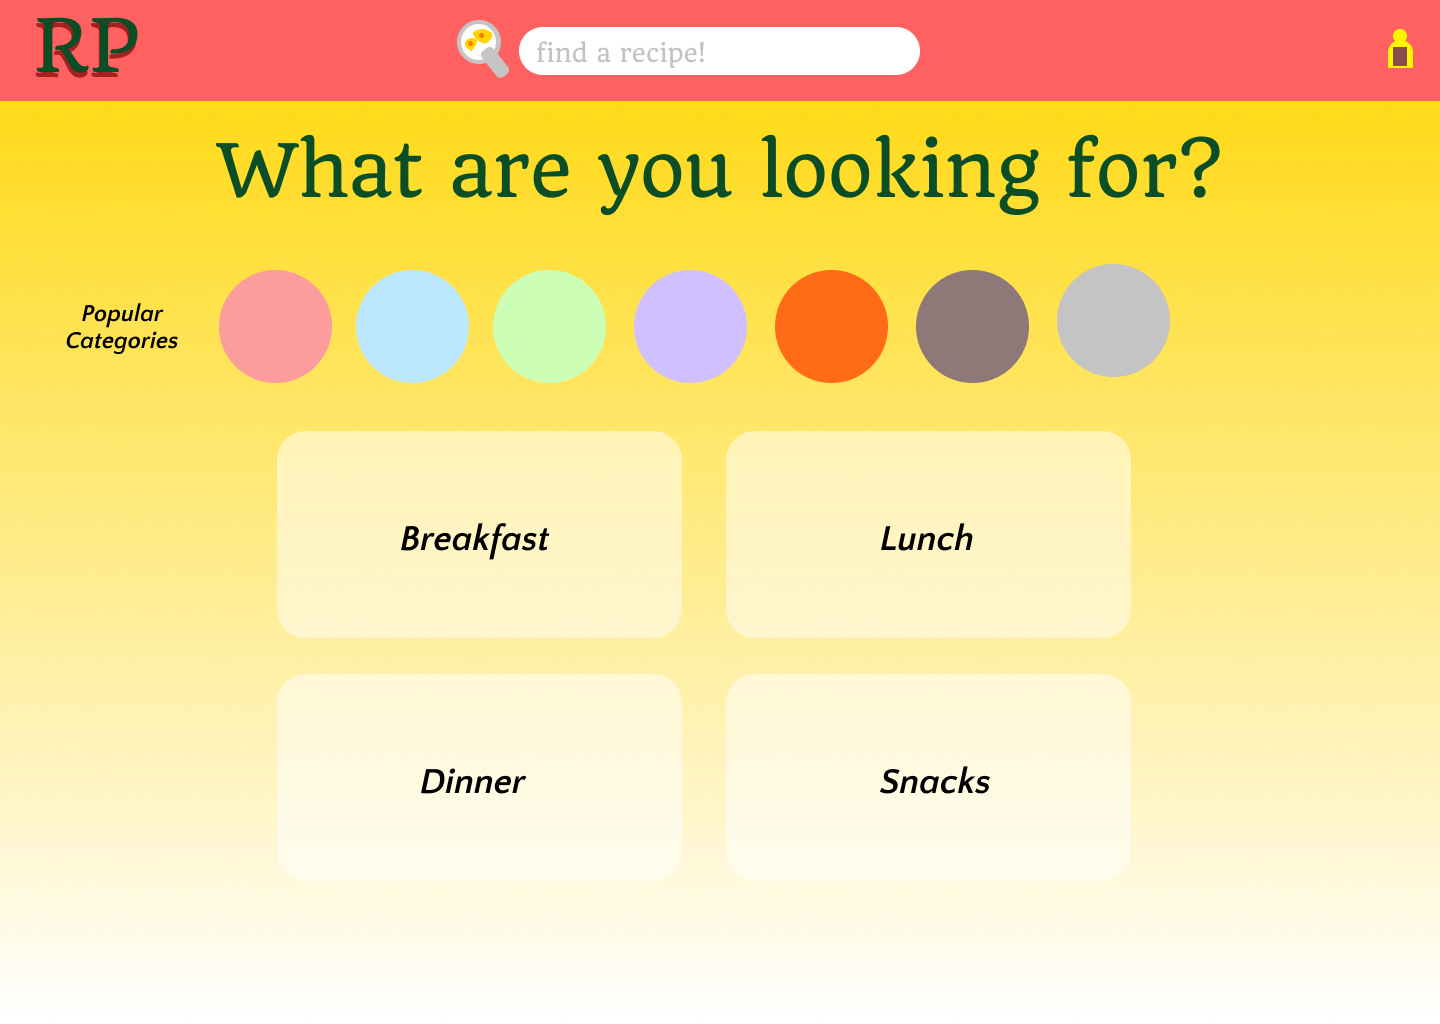 RP
find a recipe!
What are you looking for?
Popular
Categories
Breakfast
Lunch
Dinner
Snacks